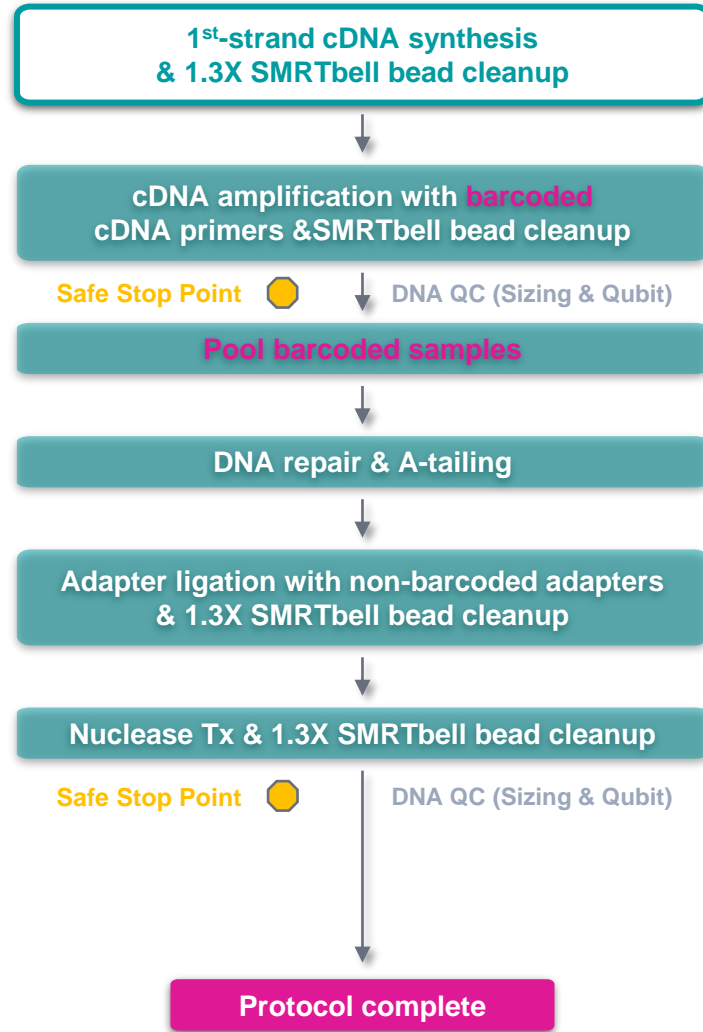 1st-strand cDNA synthesis
& 1.3X SMRTbell bead cleanup
cDNA amplification with barcoded
cDNA primers &SMRTbell bead cleanup
Safe Stop Point DNA QC (Sizing & Qubit)
Pool barcoded samples
DNA repair & A-tailing
Adapter ligation with non-barcoded adapters
& 1.3X SMRTbell bead cleanup
Nuclease Tx & 1.3X SMRTbell bead cleanup
Safe Stop Point DNA QC (Sizing & Qubit)
Protocol complete